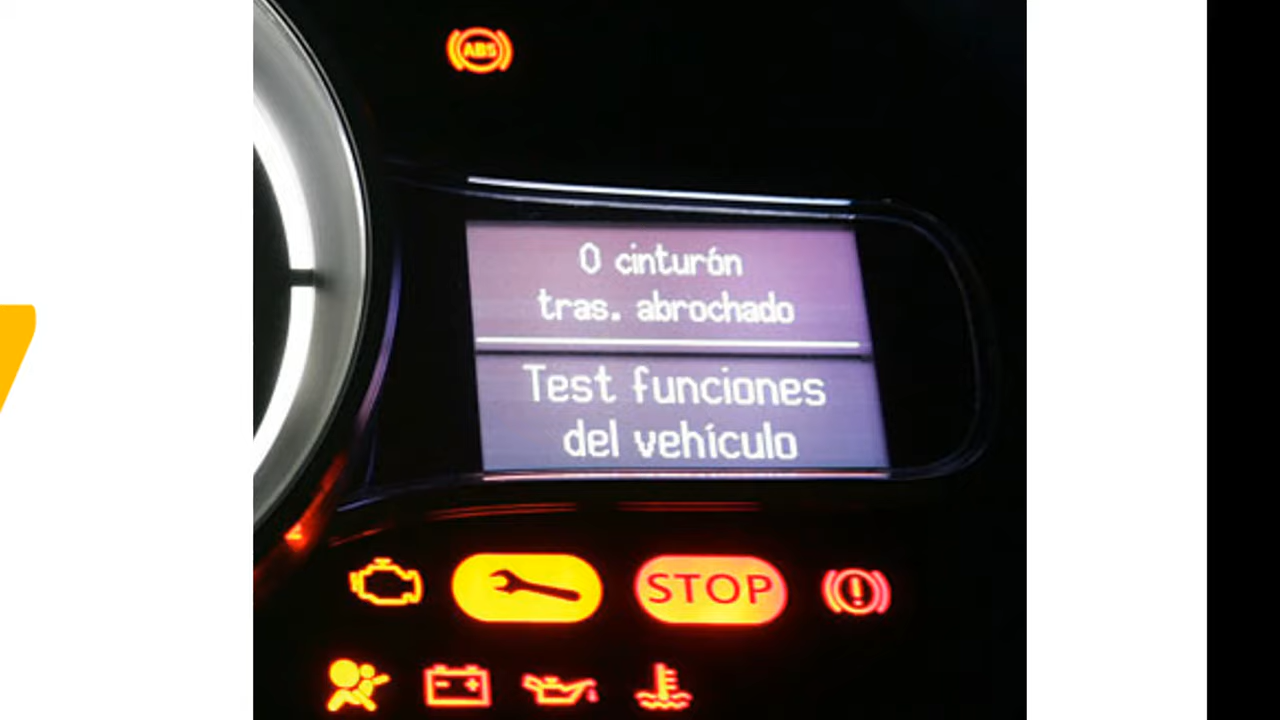 ABS
0 cinturón
tras. abrochado
Test funciones
del vehículo
STOP